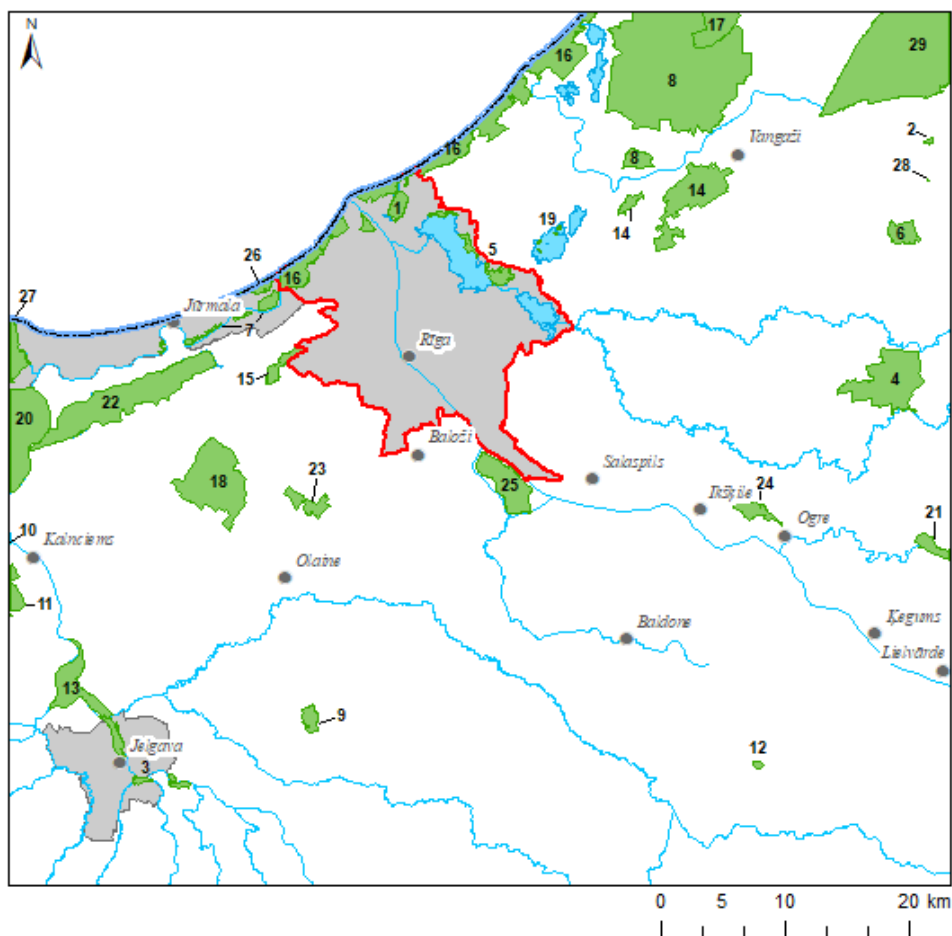 N
17
16
29
8
2
16
Vangaži
8
28
14
1
19
14
6
5
26
16
27
Jūrmala
7
Rīga
15
4
22
20
Baloži
Salaspils
18
23
25
Ikšķile
24
Ogre
21
10
Kalnciems
Olaine
11
Ķegums
Baldone
Lielvārde
13
9
Jelgava
12
3
0 5 10 20 km